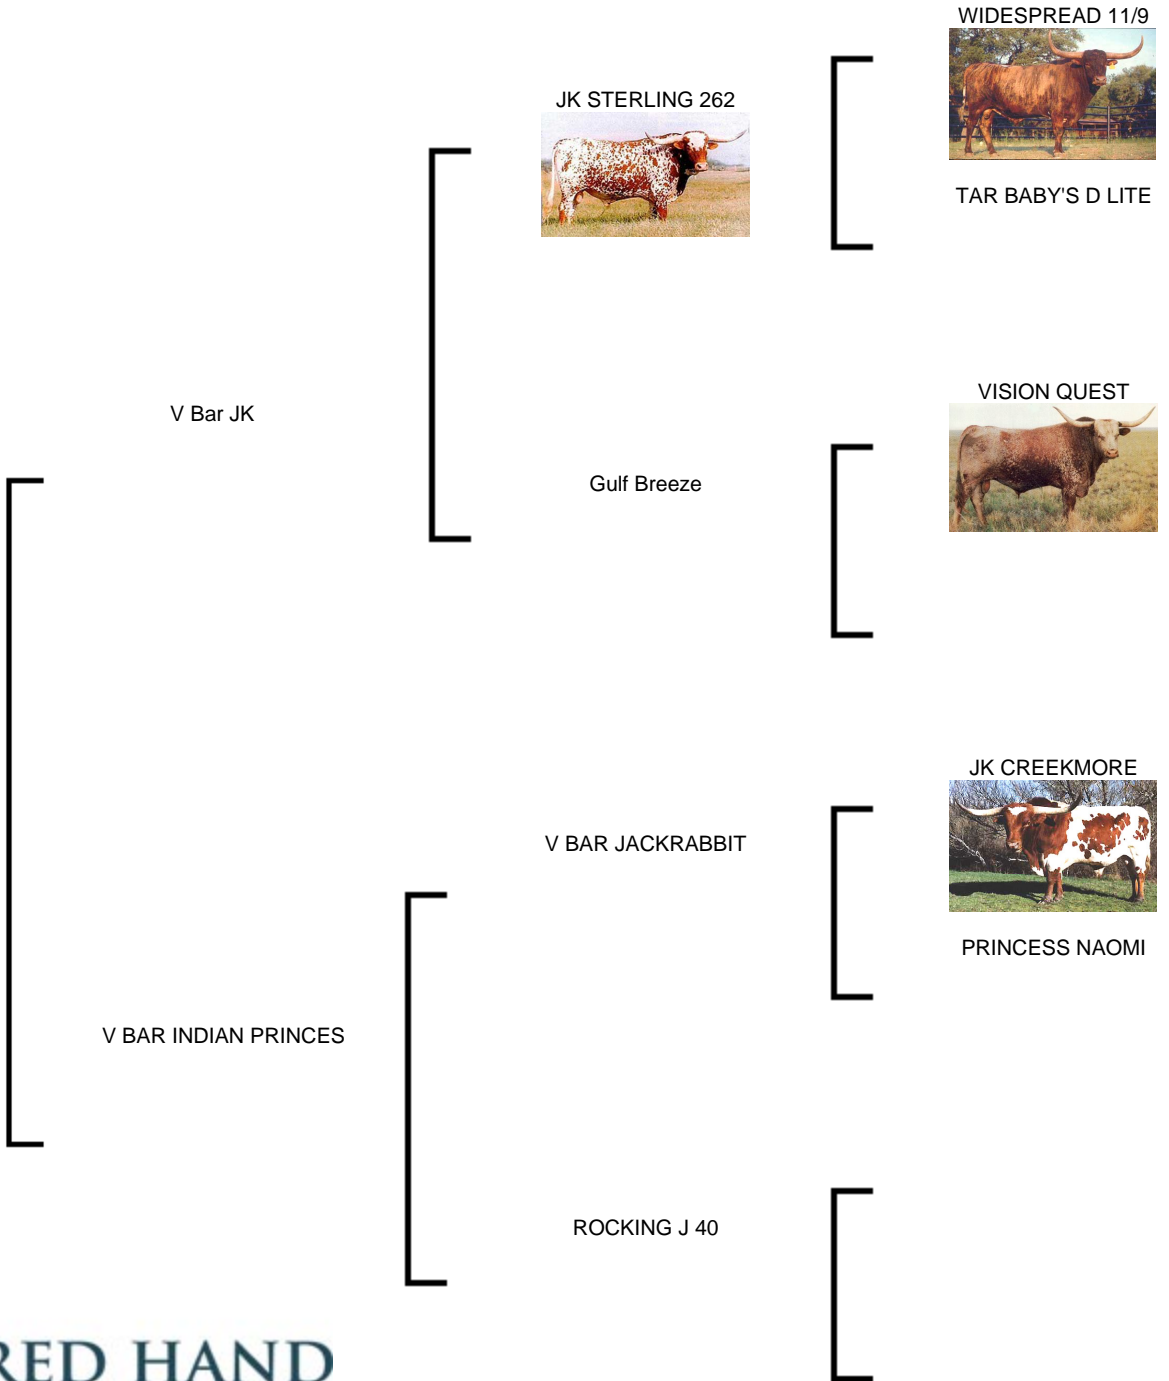 WIDESPREAD 11/9
JK STERLING 262
TAR BABY'S D LITE
VISION QUEST
V Bar JK
Gulf Breeze
JK CREEKMORE
V BAR JACKRABBIT
PRINCESS NAOMI
V BAR INDIAN PRINCES
ROCKING J 40
RED HAND